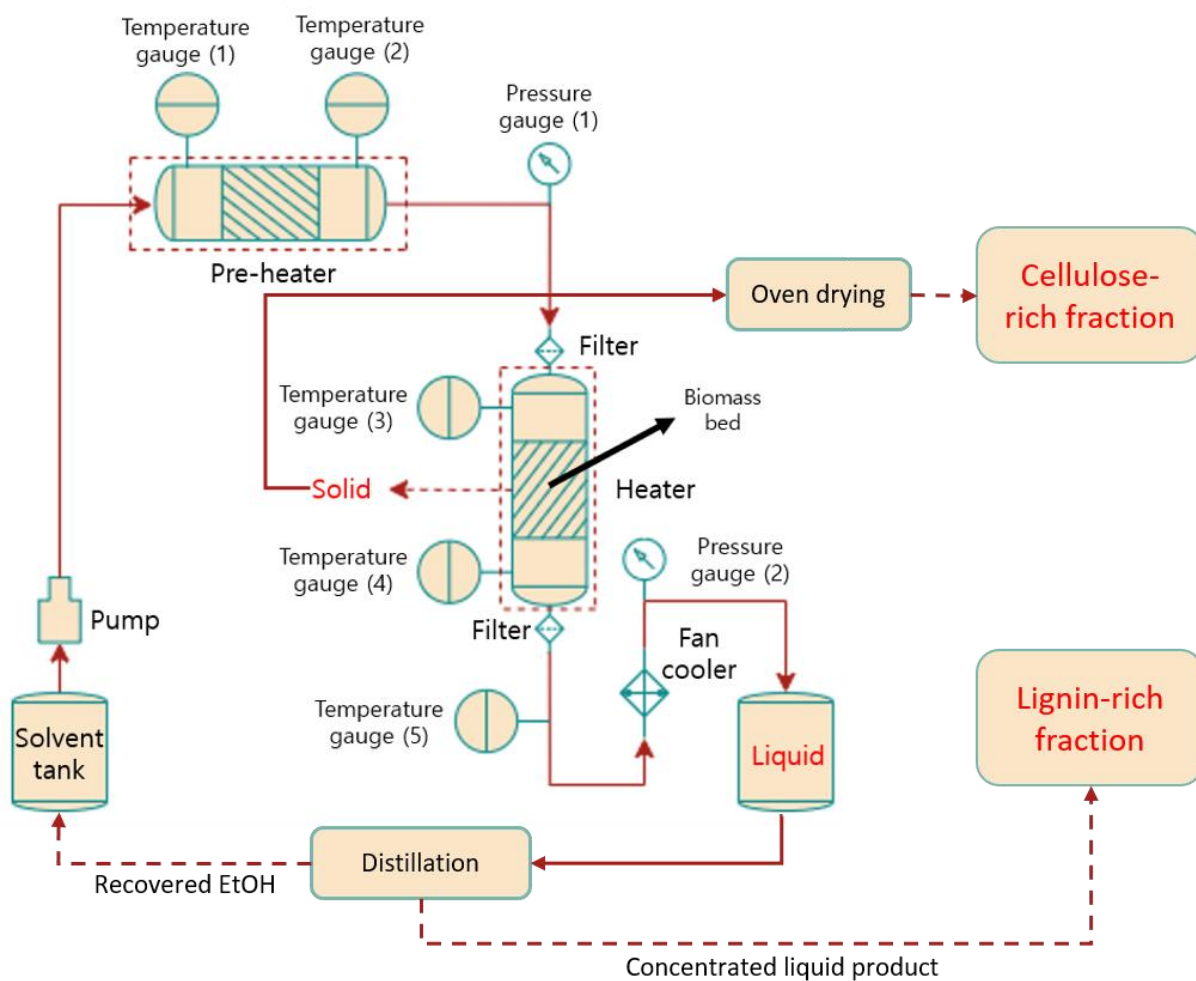 Temperature
gauge (1)
Temperature
gauge (2)
Pressure
gauge (1)
Pre-heater
Oven drying
Cellulose-
rich fraction
Filter
Temperature
gauge (3)
Biomass
bed
Solid
Heater
Temperature
gauge (4)
Pressure
gauge (2)
Pump
Filter
Fan
cooler
Temperature
gauge (5)
Solvent
tank
Liquid
Lignin-rich
fraction
Distillation
Recovered EtOH
Concentrated liquid product